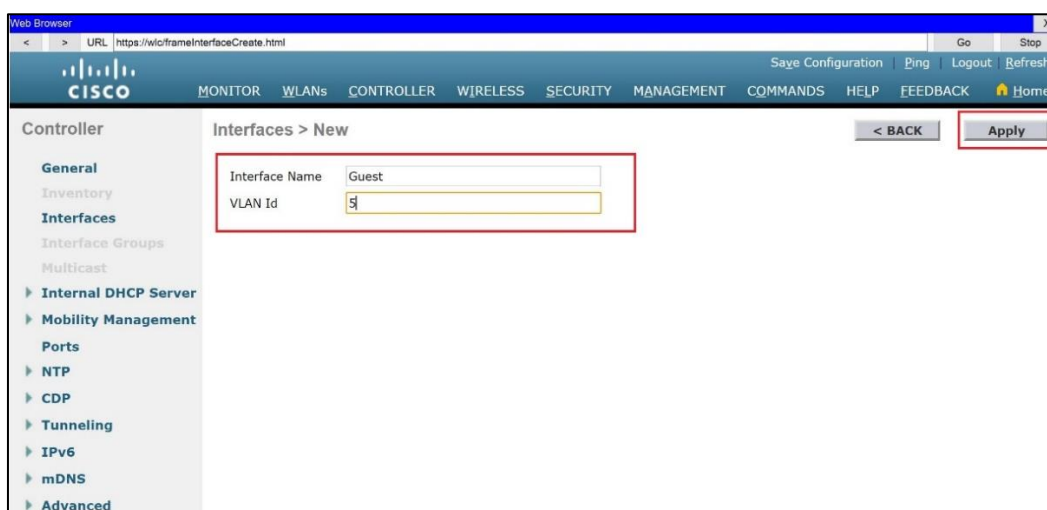 Web Browser X
< > URL https://wlc/frameInterfaceCreate.html Go Stop
Save Configuration Ping Logout Refresh
CISCO MONITOR WLANs CONTROLLER WIRELESS SECURITY MANAGEMENT COMMANDS HELP FEEDBACK Home
Controller Interfaces > New < BACK Apply
General
Interface Name Guest
Inventory
VLAN Id 5
Interfaces
Interface Groups
Multicast
Internal DHCP Server
Mobility Management
Ports
NTP
CDP
Tunneling
IPv6
mDNS
Advanced